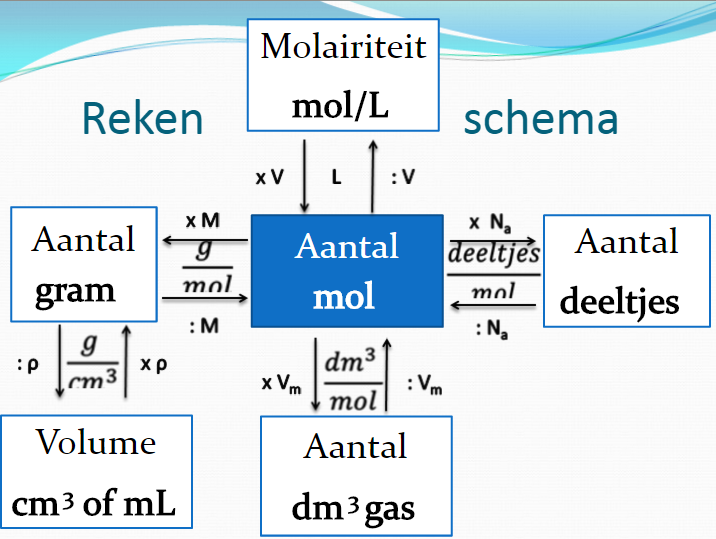 Molairiteit
mol/L
Reken schema
x V L : V
Aantal
gram
x M
g
mol
: M
Aantal
mol
x Na
deeltjes
mol
: Na
Aantal
deeltjes
: ρ
g
cm3
x ρ
x Vm
dm3
mol
: Vm
Volume
cm3 of mL
Aantal
dm3 gas